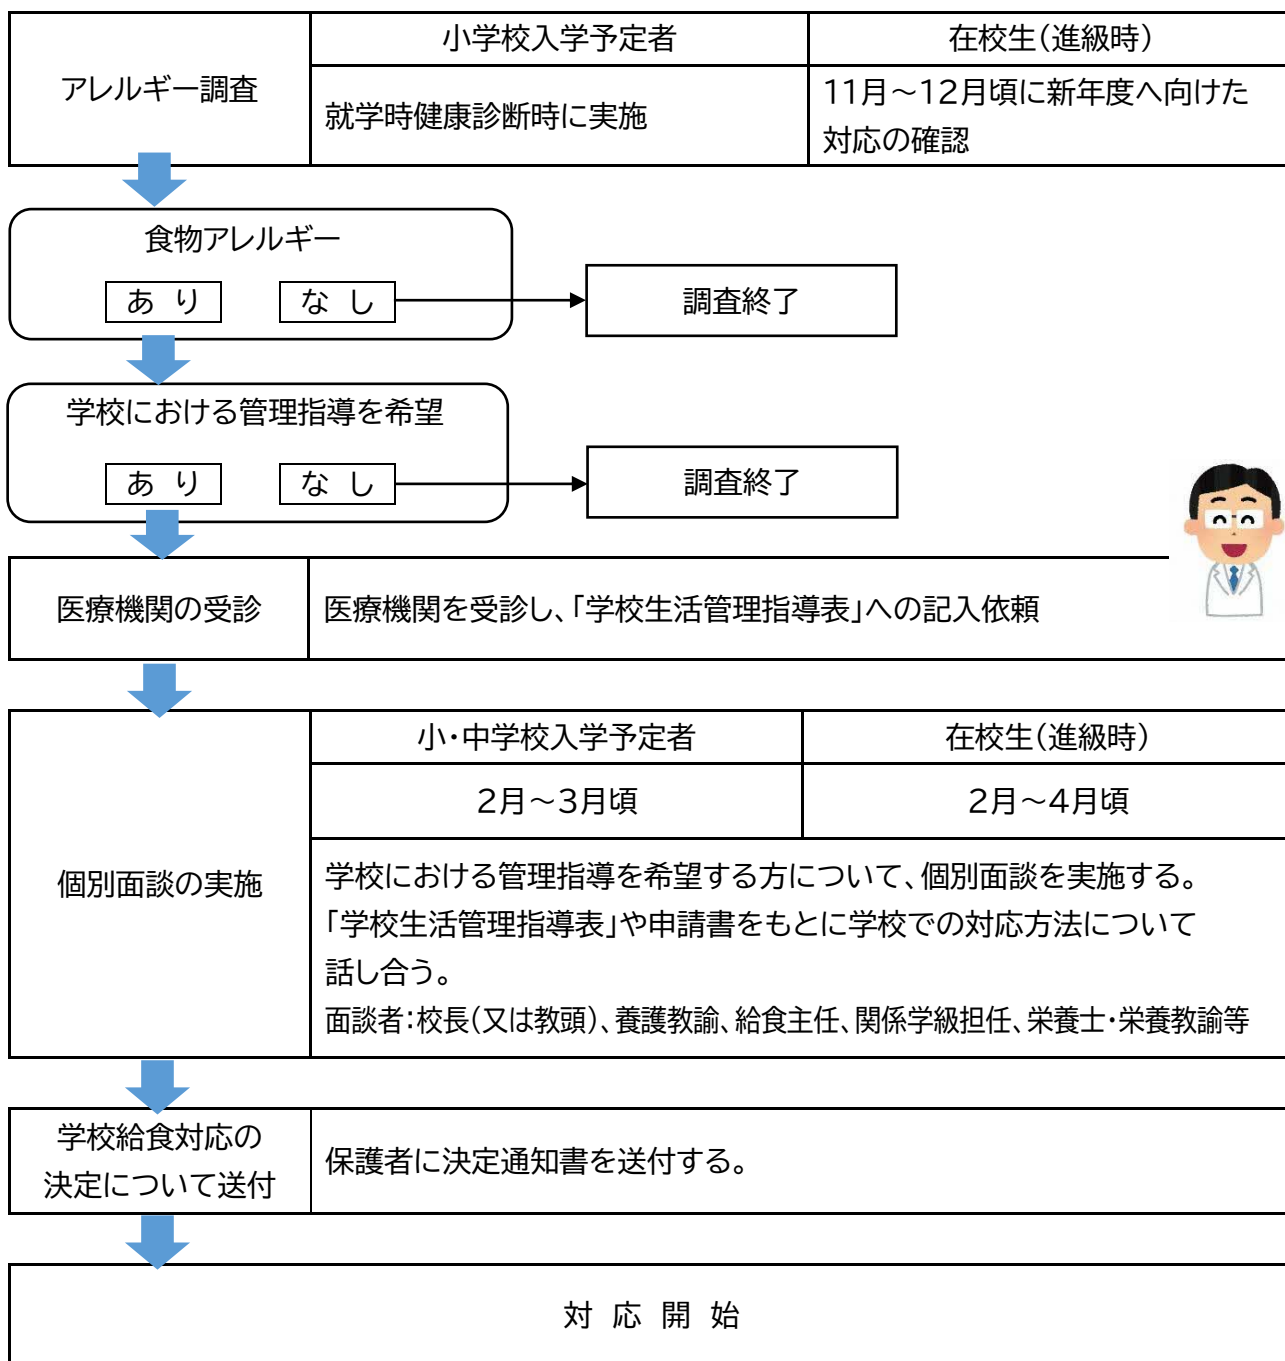 アレルギー調査
小学校入学予定者
在校生(進級時)
就学時健康診断時に実施
11月～12月頃に新年度へ向けた
対応の確認
食物アレルギー
あ り
な し
調査終了
学校における管理指導を希望
あ り
な し
調査終了
医療機関の受診
医療機関を受診し、「学校生活管理指導表」への記入依頼
個別面談の実施
小・中学校入学予定者
在校生(進級時)
2月～3月頃
2月～4月頃
学校における管理指導を希望する方について、個別面談を実施する。
「学校生活管理指導表」や申請書をもとに学校での対応方法について
話し合う。
面談者：校長(又は教頭)、養護教諭、給食主任、関係学級担任、栄養士・栄養教諭等
学校給食対応の
決定について送付
保護者に決定通知書を送付する。
対 応 開 始